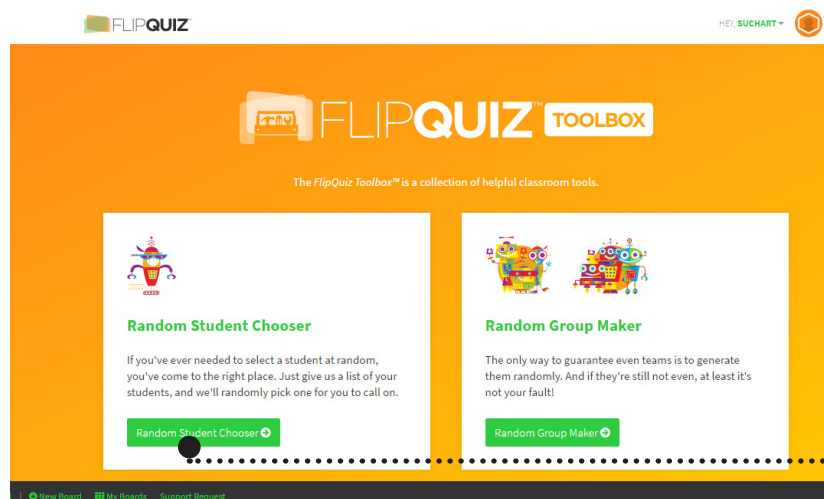 FLIPQUIZ™
HEY, SUCHART
FLIPQUIZ™ TOOLBOX
The FlipQuiz Toolbox™ is a collection of helpful classroom tools.
Random Student Chooser
If you've ever needed to select a student at random,
you've come to the right place. Just give us a list of your
students, and we'll randomly pick one for you to call on.
Random Student Chooser
Random Group Maker
The only way to guarantee even teams is to generate
them randomly. And if they're still not even, at least it's
not your fault!
Random Group Maker
| New Board My Boards Support Request